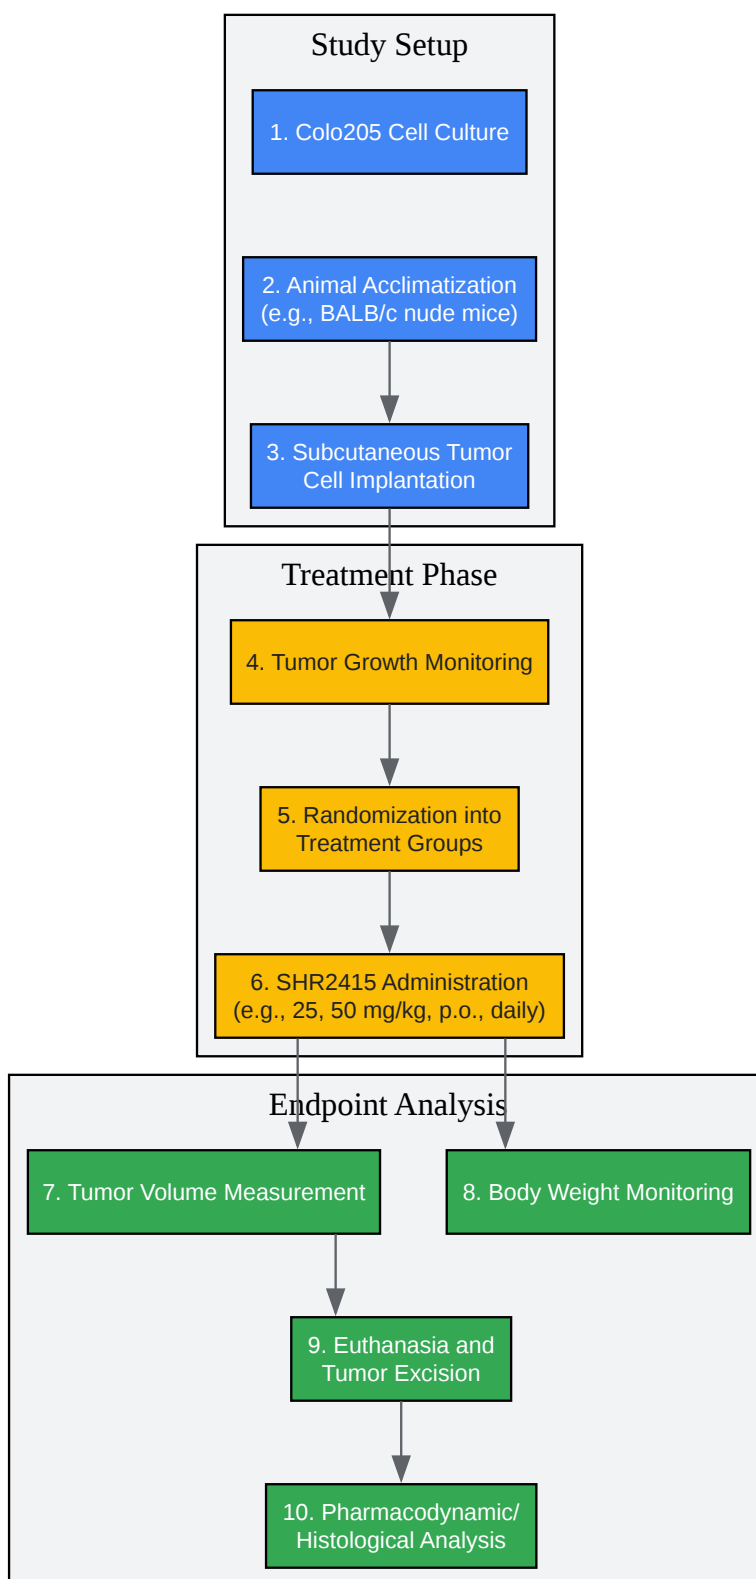 Study Setup
1. Colo205 Cell Culture
2. Animal Acclimatization
(e.g., BALB/c nude mice)
3. Subcutaneous Tumor
Cell Implantation
Treatment Phase
4. Tumor Growth Monitoring
5. Randomization into
Treatment Groups
6. SHR2415 Administration
(e.g., 25, 50 mg/kg, p.o., daily)
Endpoint Analysis
7. Tumor Volume Measurement
8. Body Weight Monitoring
9. Euthanasia and
Tumor Excision
10. Pharmacodynamic/
Histological Analysis